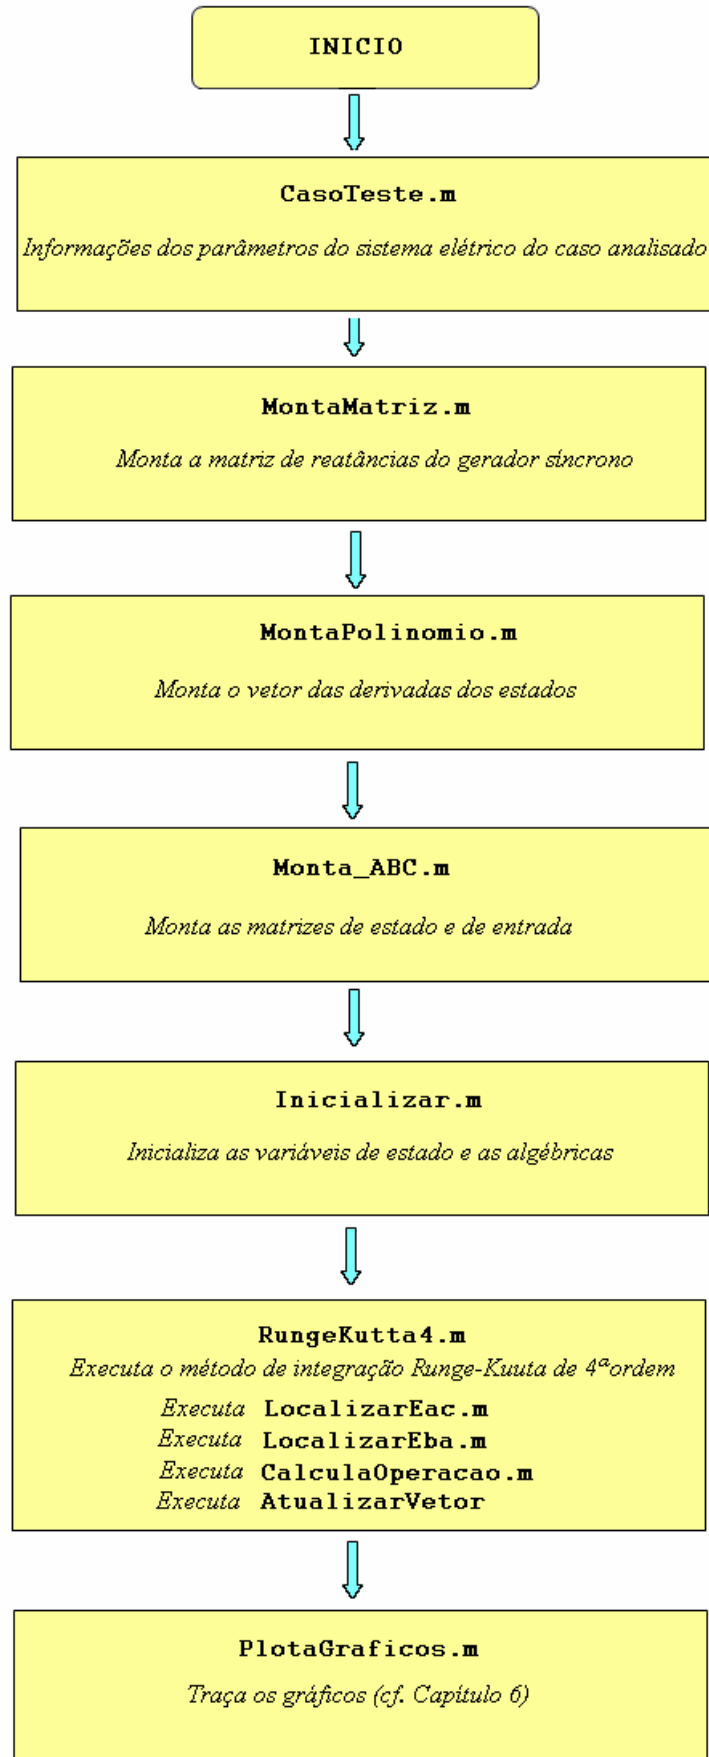 INICIO
CasoTeste.m
Informações dos parâmetros do sistema elétrico do caso analisado
MontaMatriz.m
Monta a matriz de reatâncias do gerador síncrono
MontaPolinomio.m
Monta o vetor das derivadas dos estados
Monta_ABC.m
Monta as matrizes de estado e de entrada
Inicializar.m
Inicializa as variáveis de estado e as algébricas
RungeKutta4.m
Executa o método de integração Runge-Kuuta de 4ªordem
Executa LocalizarEac.m
Executa LocalizarEba.m
Executa CalculaOperacao.m
Executa AtualizarVetor
PlotaGraficos.m
Traça os gráficos (cf. Capítulo 6)